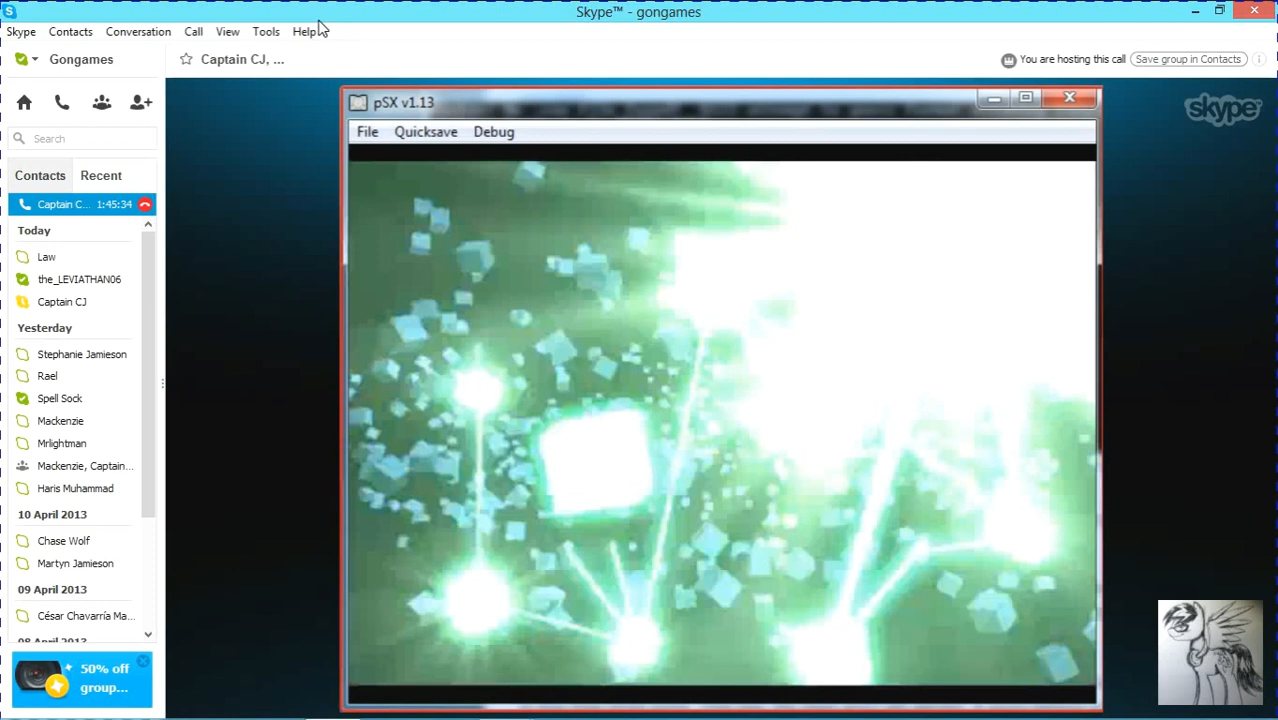 Skype™ - gongames
Skype Contacts Conversation Call View Tools Help
Gongames
Captain CJ, ...
You are hosting this call
Save group in Contacts
skype
Search
Contacts Recent
Captain C... 1:45:34
Today
Law
the_LEVIATHAN06
Captain CJ
Yesterday
Stephanie Jamieson
Rael
Spell Sock
Mackenzie
Mrlightman
Mackenzie, Captain...
Haris Muhammad
10 April 2013
Chase Wolf
Martyn Jamieson
09 April 2013
César Chavarría Ma...
08 April 2013
50% off
group...
pSX v1.13
File Quicksave Debug